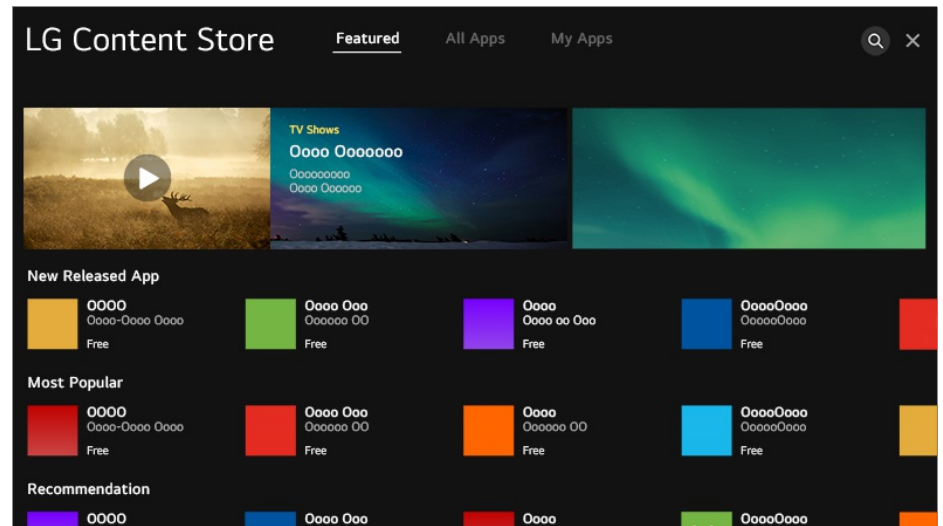 LG Content Store
Featured
All Apps
My Apps
TV Shows
Oooo Ooooooo
Ooooooooo
Oooo Oooooo
New Released App
OOOO
Oooo-Oooo Oooo
Free
Oooo Ooo
Oooooo OO
Free
Oooo
Oooo oo Ooo
Free
OoooOooo
OooooOooo
Free
Most Popular
OOOO
Oooo-Oooo Oooo
Free
Oooo Ooo
Oooooo OO
Free
Oooo
Oooooo OO
Free
OoooOooo
OooooOooo
Free
Recommendation
OOOO
Oooo Ooo
Oooo
OoooOooo